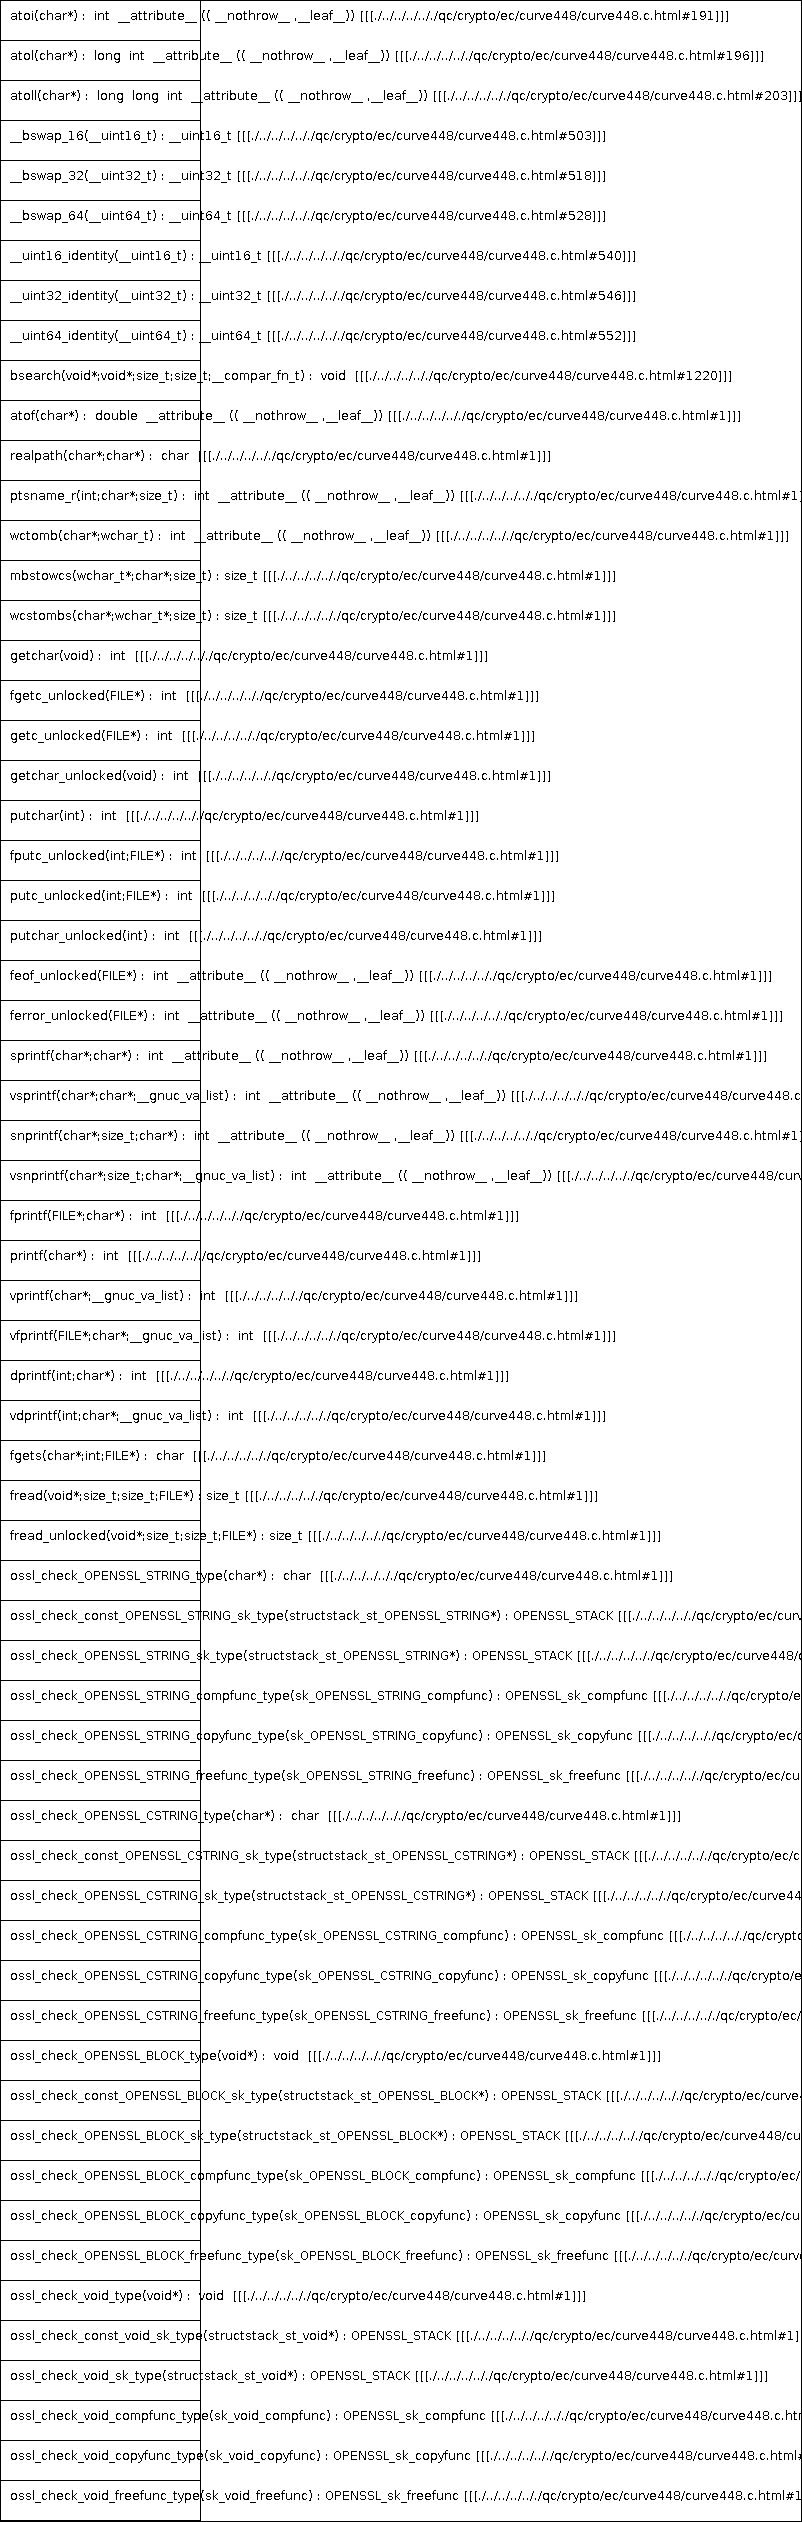 atoi(char*) :  int  __attribute__ (( __nothrow__ ,__leaf__)) [[[./../../../../../qc/crypto/ec/curve448/curve448.c.html#191]]]
atol(char*) :  long  int  __attribute__ (( __nothrow__ ,__leaf__)) [[[./../../../../../qc/crypto/ec/curve448/curve448.c.html#196]]]
atoll(char*) :  long  long  int  __attribute__ (( __nothrow__ ,__leaf__)) [[[./../../../../../qc/crypto/ec/curve448/curve448.c.html#203]]]
__bswap_16(__uint16_t) : __uint16_t [[[./../../../../../qc/crypto/ec/curve448/curve448.c.html#503]]]
__bswap_32(__uint32_t) : __uint32_t [[[./../../../../../qc/crypto/ec/curve448/curve448.c.html#518]]]
__bswap_64(__uint64_t) : __uint64_t [[[./../../../../../qc/crypto/ec/curve448/curve448.c.html#528]]]
__uint16_identity(__uint16_t) : __uint16_t [[[./../../../../../qc/crypto/ec/curve448/curve448.c.html#540]]]
__uint32_identity(__uint32_t) : __uint32_t [[[./../../../../../qc/crypto/ec/curve448/curve448.c.html#546]]]
__uint64_identity(__uint64_t) : __uint64_t [[[./../../../../../qc/crypto/ec/curve448/curve448.c.html#552]]]
bsearch(void*;void*;size_t;size_t;__compar_fn_t) :  void  [[[./../../../../../qc/crypto/ec/curve448/curve448.c.html#1220]]]
atof(char*) :  double  __attribute__ (( __nothrow__ ,__leaf__)) [[[./../../../../../qc/crypto/ec/curve448/curve448.c.html#1]]]
realpath(char*;char*) :  char  [[[./../../../../../qc/crypto/ec/curve448/curve448.c.html#1]]]
ptsname_r(int;char*;size_t) :  int  __attribute__ (( __nothrow__ ,__leaf__)) [[[./../../../../../qc/crypto/ec/curve448/curve448.c.html#1]
wctomb(char*;wchar_t) :  int  __attribute__ (( __nothrow__ ,__leaf__)) [[[./../../../../../qc/crypto/ec/curve448/curve448.c.html#1]]]
mbstowcs(wchar_t*;char*;size_t) : size_t [[[./../../../../../qc/crypto/ec/curve448/curve448.c.html#1]]]
wcstombs(char*;wchar_t*;size_t) : size_t [[[./../../../../../qc/crypto/ec/curve448/curve448.c.html#1]]]
getchar(void) :  int  [[[./../../../../../qc/crypto/ec/curve448/curve448.c.html#1]]]
fgetc_unlocked(FILE*) :  int  [[[./../../../../../qc/crypto/ec/curve448/curve448.c.html#1]]]
getc_unlocked(FILE*) :  int  [[[./../../../../../qc/crypto/ec/curve448/curve448.c.html#1]]]
getchar_unlocked(void) :  int  [[[./../../../../../qc/crypto/ec/curve448/curve448.c.html#1]]]
putchar(int) :  int  [[[./../../../../../qc/crypto/ec/curve448/curve448.c.html#1]]]
fputc_unlocked(int;FILE*) :  int  [[[./../../../../../qc/crypto/ec/curve448/curve448.c.html#1]]]
putc_unlocked(int;FILE*) :  int  [[[./../../../../../qc/crypto/ec/curve448/curve448.c.html#1]]]
putchar_unlocked(int) :  int  [[[./../../../../../qc/crypto/ec/curve448/curve448.c.html#1]]]
feof_unlocked(FILE*) :  int  __attribute__ (( __nothrow__ ,__leaf__)) [[[./../../../../../qc/crypto/ec/curve448/curve448.c.html#1]]]
ferror_unlocked(FILE*) :  int  __attribute__ (( __nothrow__ ,__leaf__)) [[[./../../../../../qc/crypto/ec/curve448/curve448.c.html#1]]]
sprintf(char*;char*) :  int  __attribute__ (( __nothrow__ ,__leaf__)) [[[./../../../../../qc/crypto/ec/curve448/curve448.c.html#1]]]
vsprintf(char*;char*;__gnuc_va_list) :  int  __attribute__ (( __nothrow__ ,__leaf__)) [[[./../../../../../qc/crypto/ec/curve448/curve448.c
snprintf(char*;size_t;char*) :  int  __attribute__ (( __nothrow__ ,__leaf__)) [[[./../../../../../qc/crypto/ec/curve448/curve448.c.html#1]
vsnprintf(char*;size_t;char*;__gnuc_va_list) :  int  __attribute__ (( __nothrow__ ,__leaf__)) [[[./../../../../../qc/crypto/ec/curve448/curv
fprintf(FILE*;char*) :  int  [[[./../../../../../qc/crypto/ec/curve448/curve448.c.html#1]]]
printf(char*) :  int  [[[./../../../../../qc/crypto/ec/curve448/curve448.c.html#1]]]
vprintf(char*;__gnuc_va_list) :  int  [[[./../../../../../qc/crypto/ec/curve448/curve448.c.html#1]]]
vfprintf(FILE*;char*;__gnuc_va_list) :  int  [[[./../../../../../qc/crypto/ec/curve448/curve448.c.html#1]]]
dprintf(int;char*) :  int  [[[./../../../../../qc/crypto/ec/curve448/curve448.c.html#1]]]
vdprintf(int;char*;__gnuc_va_list) :  int  [[[./../../../../../qc/crypto/ec/curve448/curve448.c.html#1]]]
fgets(char*;int;FILE*) :  char  [[[./../../../../../qc/crypto/ec/curve448/curve448.c.html#1]]]
fread(void*;size_t;size_t;FILE*) : size_t [[[./../../../../../qc/crypto/ec/curve448/curve448.c.html#1]]]
fread_unlocked(void*;size_t;size_t;FILE*) : size_t [[[./../../../../../qc/crypto/ec/curve448/curve448.c.html#1]]]
ossl_check_OPENSSL_STRING_type(char*) :  char  [[[./../../../../../qc/crypto/ec/curve448/curve448.c.html#1]]]
ossl_check_const_OPENSSL_STRING_sk_type(structstack_st_OPENSSL_STRING*) : OPENSSL_STACK [[[./../../../../../qc/crypto/ec/curv
ossl_check_OPENSSL_STRING_sk_type(structstack_st_OPENSSL_STRING*) : OPENSSL_STACK [[[./../../../../../qc/crypto/ec/curve448/c
ossl_check_OPENSSL_STRING_compfunc_type(sk_OPENSSL_STRING_compfunc) : OPENSSL_sk_compfunc [[[./../../../../../qc/crypto/e
ossl_check_OPENSSL_STRING_copyfunc_type(sk_OPENSSL_STRING_copyfunc) : OPENSSL_sk_copyfunc [[[./../../../../../qc/crypto/ec/c
ossl_check_OPENSSL_STRING_freefunc_type(sk_OPENSSL_STRING_freefunc) : OPENSSL_sk_freefunc [[[./../../../../../qc/crypto/ec/cu
ossl_check_OPENSSL_CSTRING_type(char*) :  char  [[[./../../../../../qc/crypto/ec/curve448/curve448.c.html#1]]]
ossl_check_const_OPENSSL_CSTRING_sk_type(structstack_st_OPENSSL_CSTRING*) : OPENSSL_STACK [[[./../../../../../qc/crypto/ec/c
ossl_check_OPENSSL_CSTRING_sk_type(structstack_st_OPENSSL_CSTRING*) : OPENSSL_STACK [[[./../../../../../qc/crypto/ec/curve44
ossl_check_OPENSSL_CSTRING_compfunc_type(sk_OPENSSL_CSTRING_compfunc) : OPENSSL_sk_compfunc [[[./../../../../../qc/crypto
ossl_check_OPENSSL_CSTRING_copyfunc_type(sk_OPENSSL_CSTRING_copyfunc) : OPENSSL_sk_copyfunc [[[./../../../../../qc/crypto/e
ossl_check_OPENSSL_CSTRING_freefunc_type(sk_OPENSSL_CSTRING_freefunc) : OPENSSL_sk_freefunc [[[./../../../../../qc/crypto/ec/
ossl_check_OPENSSL_BLOCK_type(void*) :  void  [[[./../../../../../qc/crypto/ec/curve448/curve448.c.html#1]]]
ossl_check_const_OPENSSL_BLOCK_sk_type(structstack_st_OPENSSL_BLOCK*) : OPENSSL_STACK [[[./../../../../../qc/crypto/ec/curve
ossl_check_OPENSSL_BLOCK_sk_type(structstack_st_OPENSSL_BLOCK*) : OPENSSL_STACK [[[./../../../../../qc/crypto/ec/curve448/cu
ossl_check_OPENSSL_BLOCK_compfunc_type(sk_OPENSSL_BLOCK_compfunc) : OPENSSL_sk_compfunc [[[./../../../../../qc/crypto/ec/
ossl_check_OPENSSL_BLOCK_copyfunc_type(sk_OPENSSL_BLOCK_copyfunc) : OPENSSL_sk_copyfunc [[[./../../../../../qc/crypto/ec/cu
ossl_check_OPENSSL_BLOCK_freefunc_type(sk_OPENSSL_BLOCK_freefunc) : OPENSSL_sk_freefunc [[[./../../../../../qc/crypto/ec/curv
ossl_check_void_type(void*) :  void  [[[./../../../../../qc/crypto/ec/curve448/curve448.c.html#1]]]
ossl_check_const_void_sk_type(structstack_st_void*) : OPENSSL_STACK [[[./../../../../../qc/crypto/ec/curve448/curve448.c.html#1]
ossl_check_void_sk_type(structstack_st_void*) : OPENSSL_STACK [[[./../../../../../qc/crypto/ec/curve448/curve448.c.html#1]]]
ossl_check_void_compfunc_type(sk_void_compfunc) : OPENSSL_sk_compfunc [[[./../../../../../qc/crypto/ec/curve448/curve448.c.htm
ossl_check_void_copyfunc_type(sk_void_copyfunc) : OPENSSL_sk_copyfunc [[[./../../../../../qc/crypto/ec/curve448/curve448.c.html#
ossl_check_void_freefunc_type(sk_void_freefunc) : OPENSSL_sk_freefunc [[[./../../../../../qc/crypto/ec/curve448/curve448.c.html#1